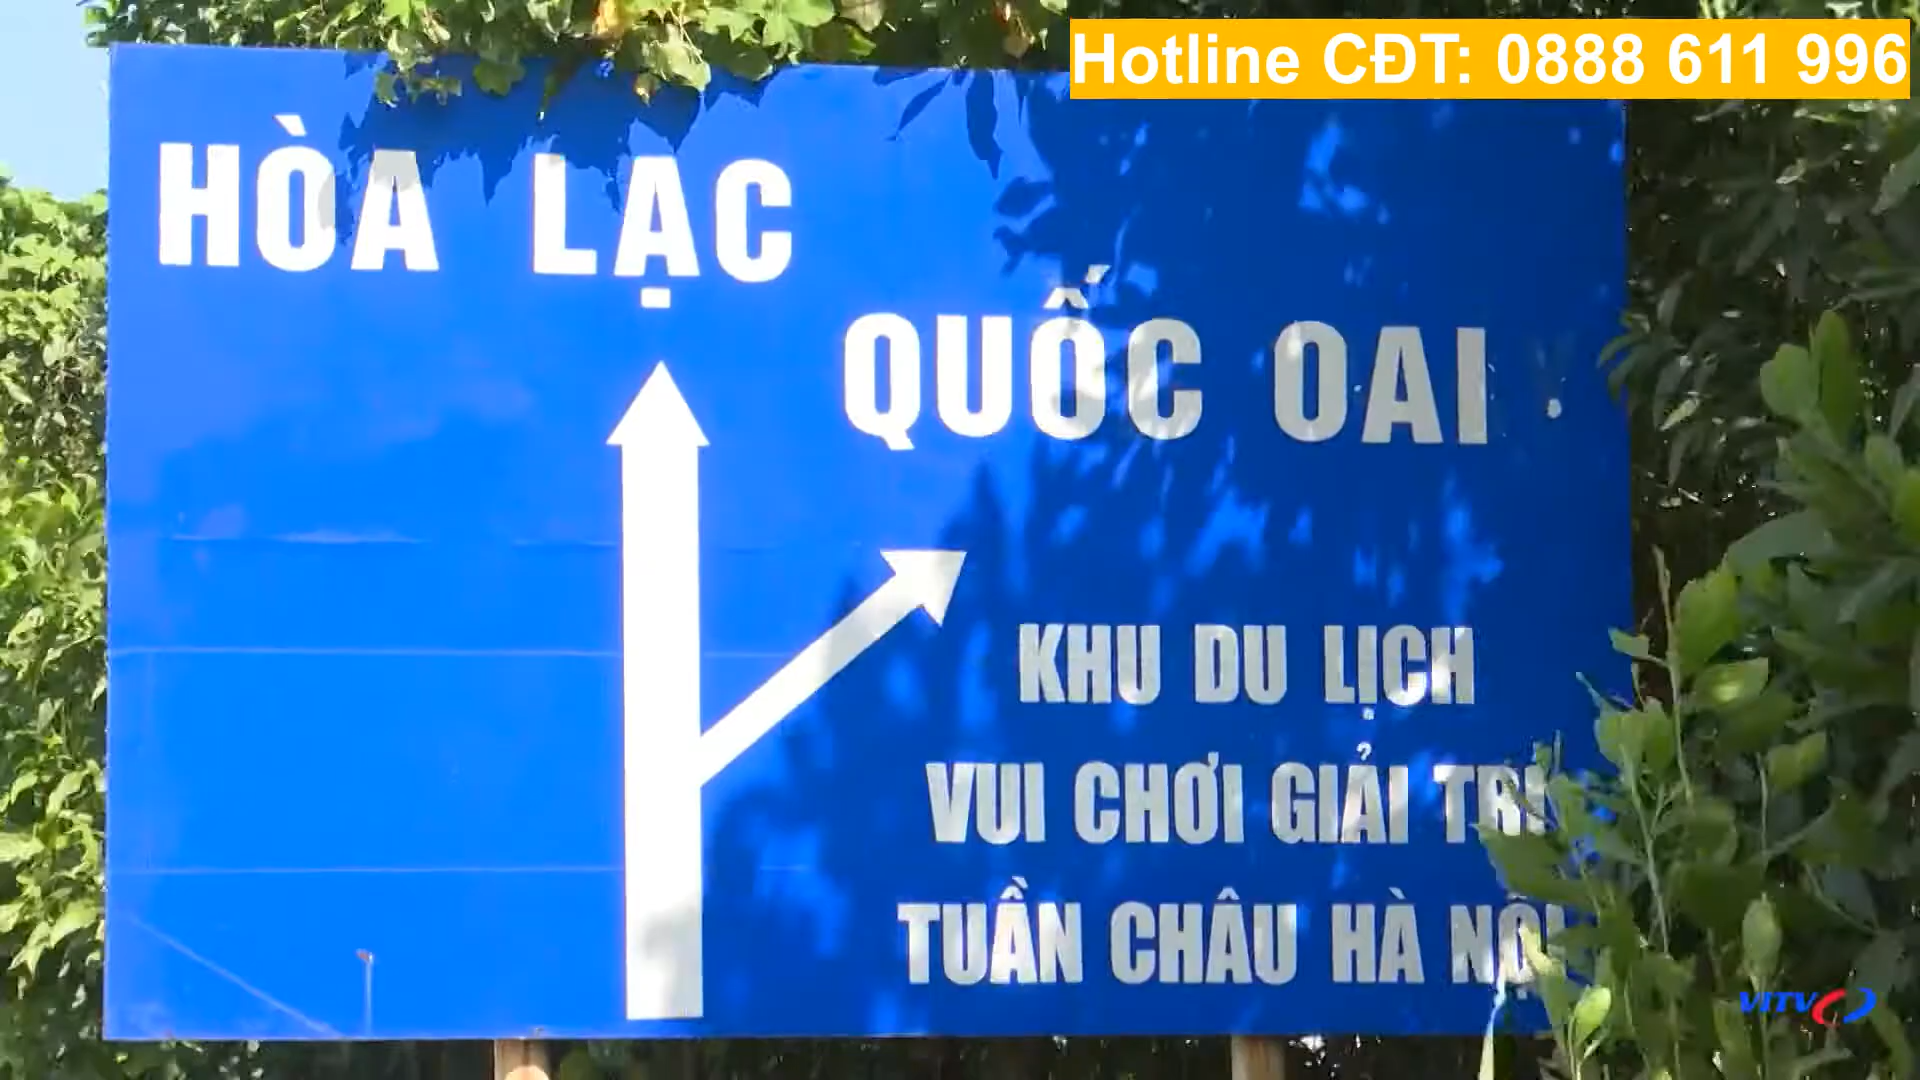 Hotline CĐT: 0888 611 996
HÒA LẠC
QUỐC OAI
KHU DU LỊCH
VUI CHƠI GIẢI TRÍ
TUẦN CHÂU HÀ NỘI
VITV